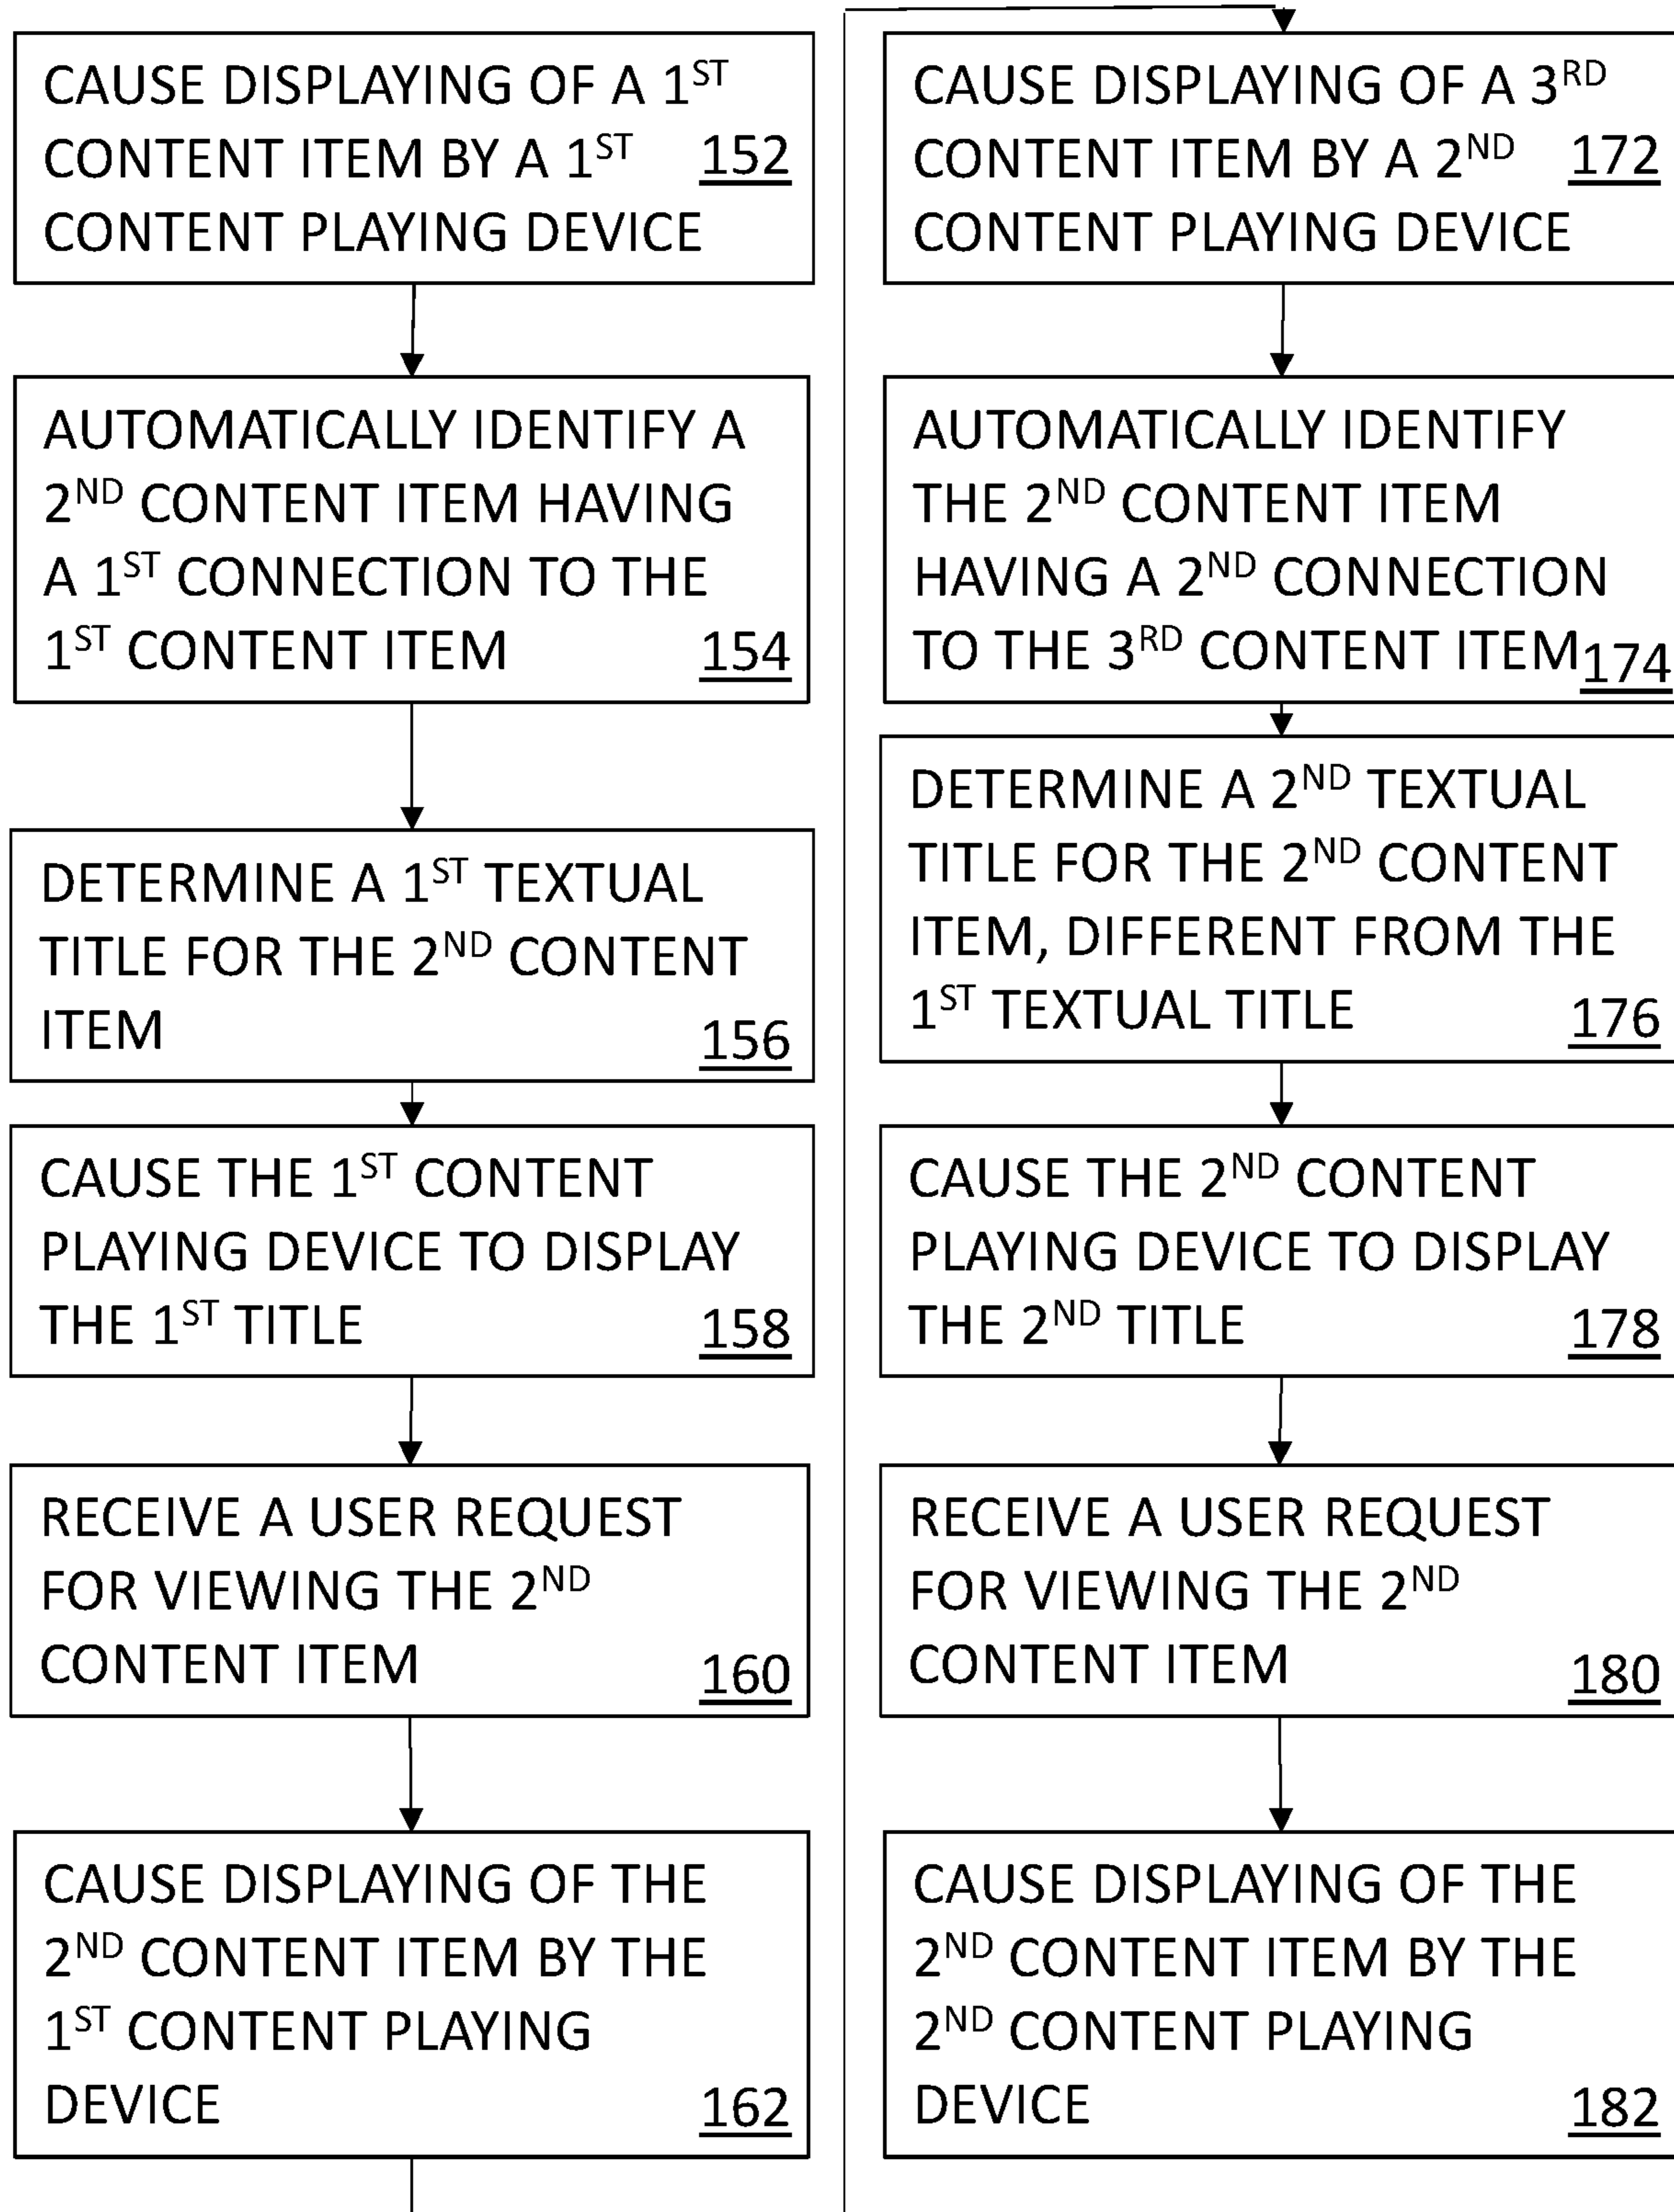 CAUSE DISPLAYING OF A 1ST
CONTENT ITEM BY A 1ST 152
CONTENT PLAYING DEVICE
AUTOMATICALLY IDENTIFY A
2ND CONTENT ITEM HAVING
A 1ST CONNECTION TO THE
1ST CONTENT ITEM 154
DETERMINE A 1ST TEXTUAL
TITLE FOR THE 2ND CONTENT
ITEM 156
CAUSE THE 1ST CONTENT
PLAYING DEVICE TO DISPLAY
THE 1ST TITLE 158
RECEIVE A USER REQUEST
FOR VIEWING THE 2ND
CONTENT ITEM 160
CAUSE DISPLAYING OF THE
2ND CONTENT ITEM BY THE
1ST CONTENT PLAYING
DEVICE 162
CAUSE DISPLAYING OF A 3RD
CONTENT ITEM BY A 2ND 172
CONTENT PLAYING DEVICE
AUTOMATICALLY IDENTIFY
THE 2ND CONTENT ITEM
HAVING A 2ND CONNECTION
TO THE 3RD CONTENT ITEM 174
DETERMINE A 2ND TEXTUAL
TITLE FOR THE 2ND CONTENT
ITEM, DIFFERENT FROM THE
1ST TEXTUAL TITLE 176
CAUSE THE 2ND CONTENT
PLAYING DEVICE TO DISPLAY
THE 2ND TITLE 178
RECEIVE A USER REQUEST
FOR VIEWING THE 2ND
CONTENT ITEM 180
CAUSE DISPLAYING OF THE
2ND CONTENT ITEM BY THE
2ND CONTENT PLAYING
DEVICE 182